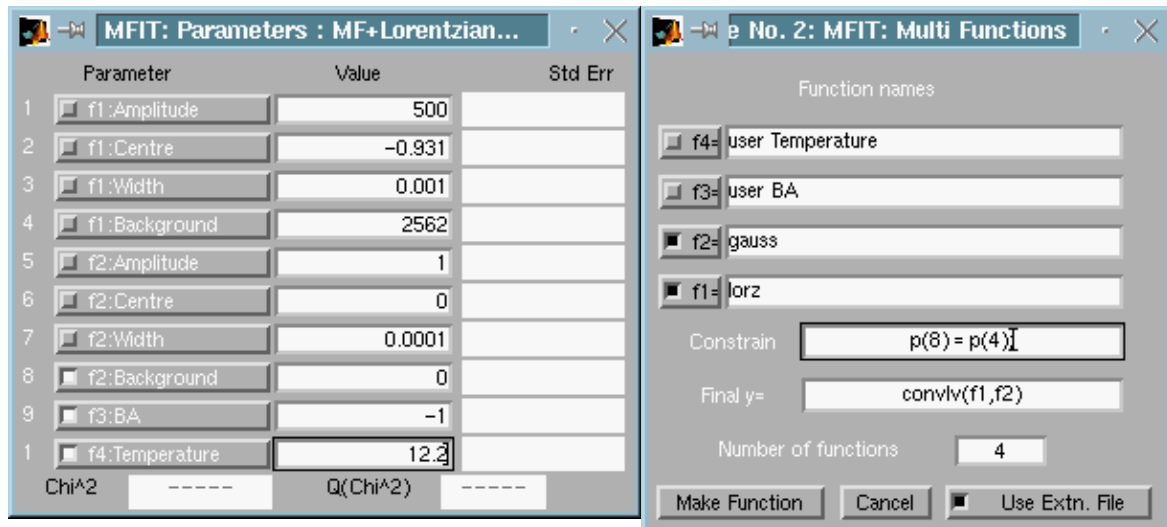 MFIT: Parameters : MF+Lorentzian...
Parameter Value Std Err
1 f1:Amplitude 500
2 f1:Centre -0.931
3 f1:Width 0.001
4 f1:Background 2562
5 f2:Amplitude 1
6 f2:Centre 0
7 f2:Width 0.0001
8 f2:Background 0
9 f3:BA -1
1 f4:Temperature 12.2
Chi^2 ----- Q(Chi^2) -----
e No. 2: MFIT: Multi Functions
Function names
f4= user Temperature
f3= user BA
f2= gauss
f1= lorz
Constrain p(8) = p(4);
Final y= convlv(f1,f2)
Number of functions 4
Make Function Cancel Use Extn. File